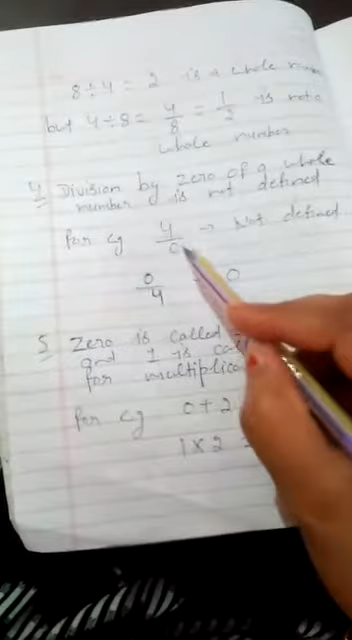 8÷4 = 2 is a whole
but 4÷8 = 4/8 = 1/2 is not a
whole number
4 Division by zero of a whole
number is not defined
for eg 4/0 → Not defined
0/4 0
5 Zero is called
and 1 is
for
for eg 0+2
1×2 =